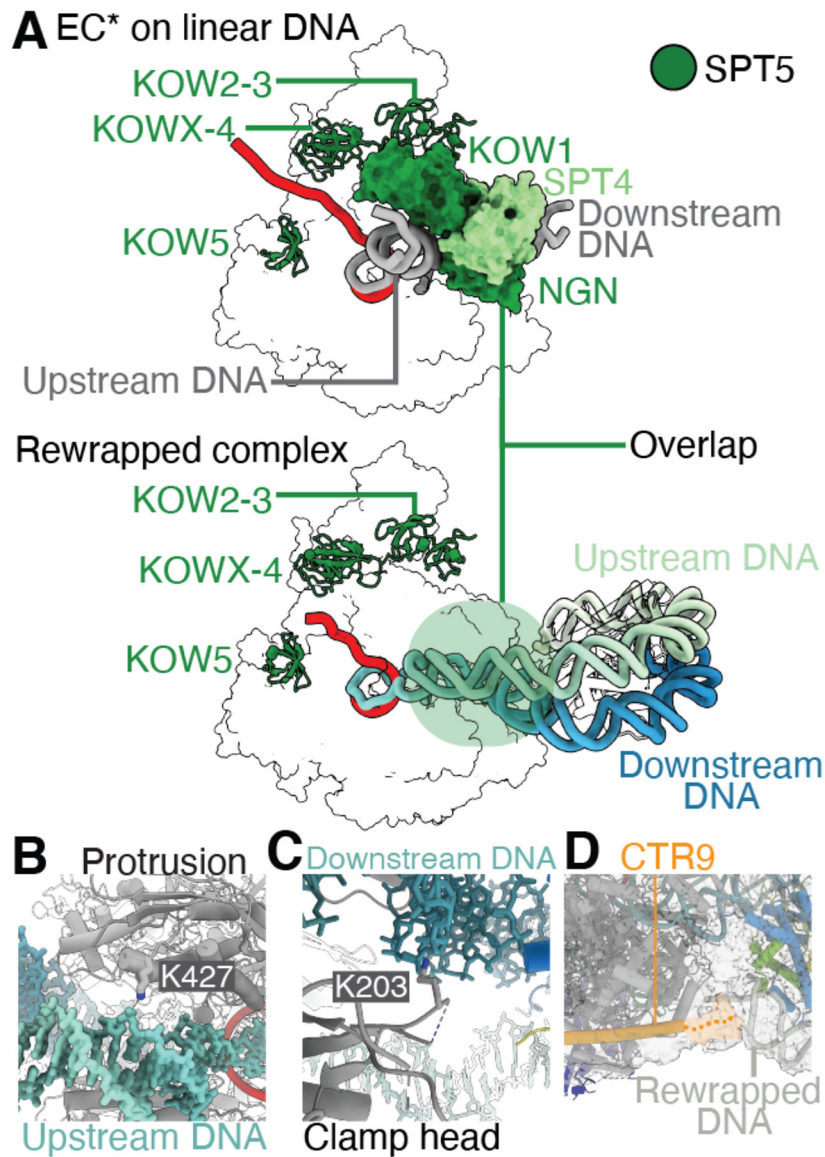 A EC* on linear DNA
SPT5
KOW2-3
KOWX-4
KOW1
SPT4
Downstream
DNA
KOW5
NGN
Upstream DNA
Overlap
Rewrapped complex
KOW2-3
Upstream DNA
KOWX-4
KOW5
Downstream
DNA
B Protrusion
K427
Upstream DNA
C Downstream DNA
K203
Clamp head
D CTR9
Rewrapped
DNA